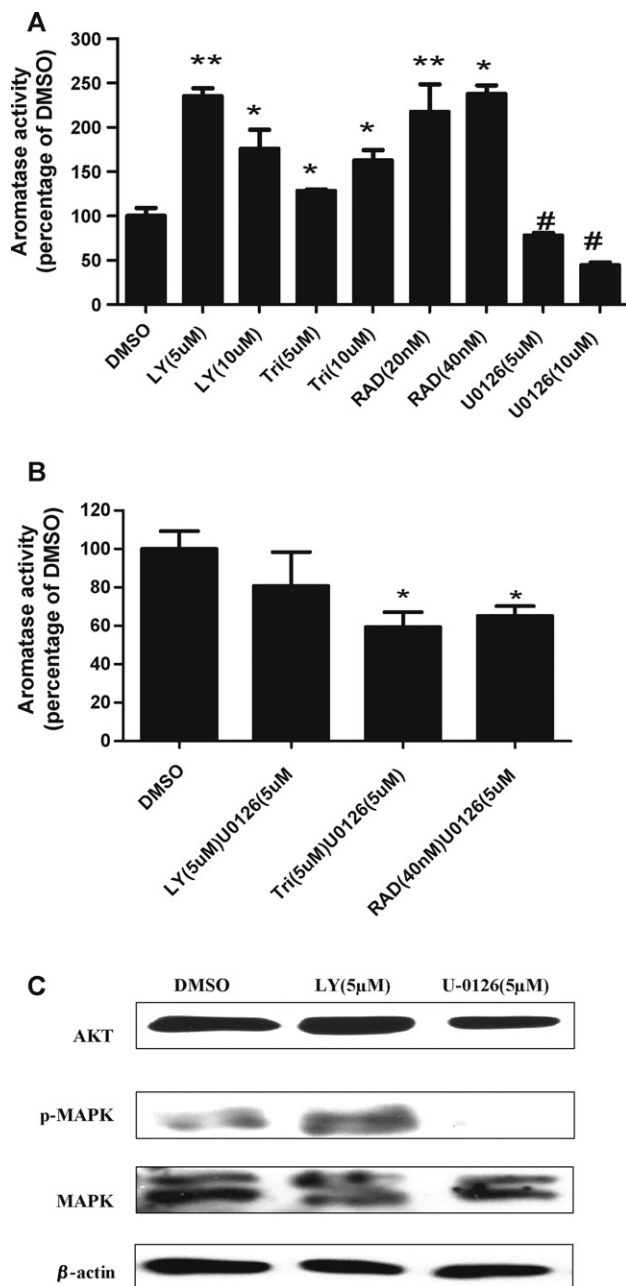 A
Aromatase activity
(percentage of DMSO)
300
250
200
150
100
50
0
**
*
*
*
**
*
#
#
DMSO
LY(5uM)
LY(10uM)
Tri(5uM)
Tri(10uM)
RAD(20nM)
RAD(40nM)
U0126(5uM)
U0126(10uM)
B
Aromatase activity
(percentage of DMSO)
120
100
80
60
40
20
0
*
*
DMSO
LY(5uM)U0126(5uM
Tri(5uM)U0126(5uM)
RAD(40nM)U0126(5uM
C
DMSO LY(5μM) U-0126(5μM)
AKT
p-MAPK
MAPK
β-actin